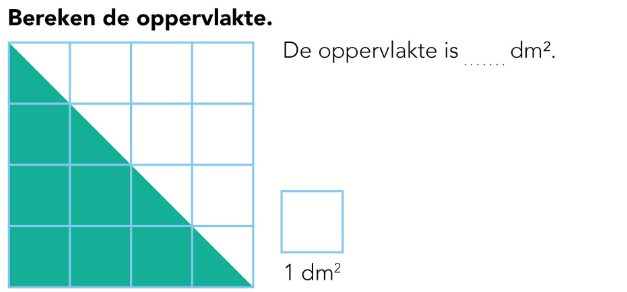 Bereken de oppervlakte.
De oppervlakte is ....... dm².
1 dm²